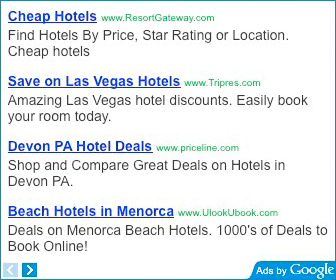 Cheap Hotels www.ResortGateway.com
Find Hotels By Price, Star Rating or Location.
Cheap hotels
Save on Las Vegas Hotels www.Tripres.com
Amazing Las Vegas hotel discounts. Easily book
your room today.
Devon PA Hotel Deals www.priceline.com
Shop and Compare Great Deals on Hotels in
Devon PA.
Beach Hotels in Menorca www.UlookUbook.com
Deals on Menorca Beach Hotels. 1000's of Deals to
Book Online!
Ads by Google